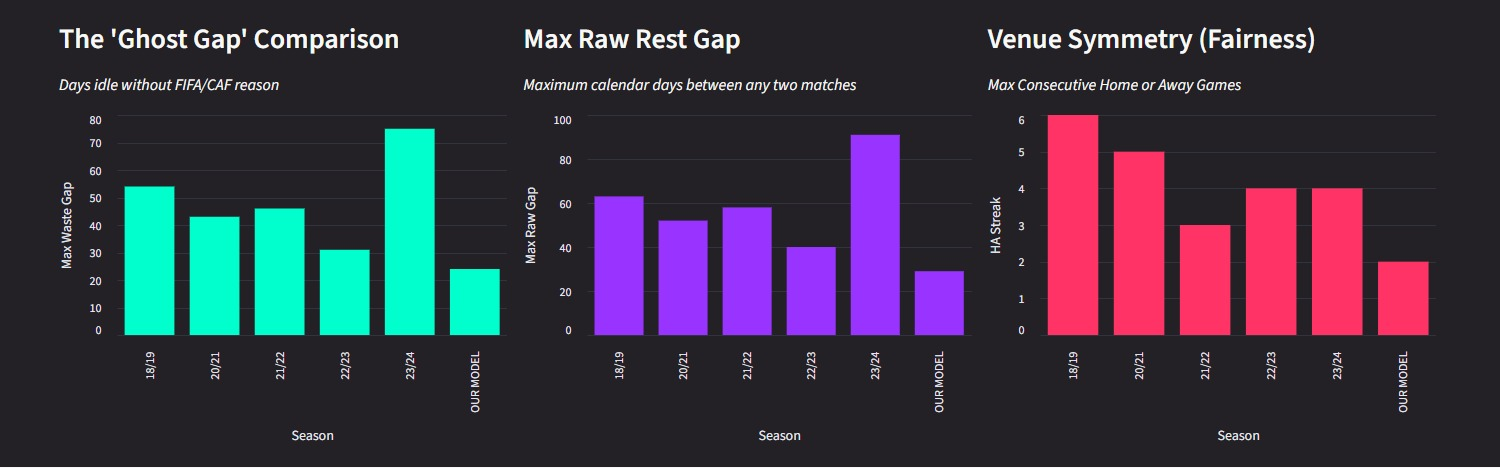 The 'Ghost Gap' Comparison
Days idle without FIFA/CAF reason
Max Waste Gap
80
70
60
50
40
30
20
10
0
18/19
20/21
21/22
22/23
23/24
OUR MODEL
Season
Max Raw Rest Gap
Maximum calendar days between any two matches
Max Raw Gap
100
80
60
40
20
0
18/19
20/21
21/22
22/23
23/24
OUR MODEL
Season
Venue Symmetry (Fairness)
Max Consecutive Home or Away Games
HA Streak
6
5
4
3
2
1
0
18/19
20/21
21/22
22/23
23/24
OUR MODEL
Season